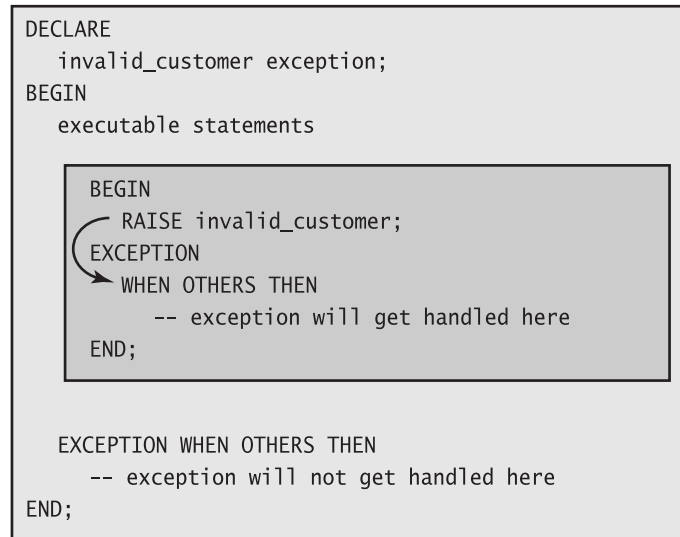 DECLARE
invalid_customer exception;
BEGIN
executable statements
BEGIN
RAISE invalid_customer;
EXCEPTION
WHEN OTHERS THEN
-- exception will get handled here
END;
EXCEPTION WHEN OTHERS THEN
-- exception will not get handled here
END;